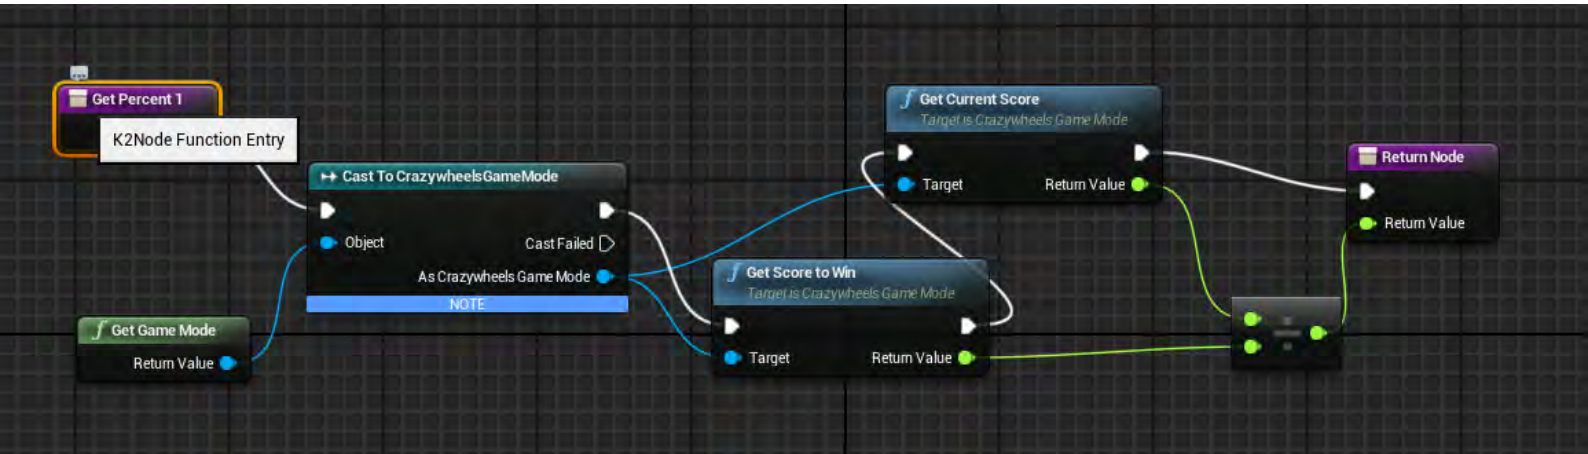 Get Percent 1
K2Node Function Entry
Cast To CrazywheelsGameMode
Object
Cast Failed
As Crazywheels Game Mode
NOTE
Get Game Mode
Return Value
Get Score to Win
Target is Crazywheels Game Mode
Target
Return Value
Get Current Score
Target is Crazywheels Game Mode
Target
Return Value
Return Node
Return Value